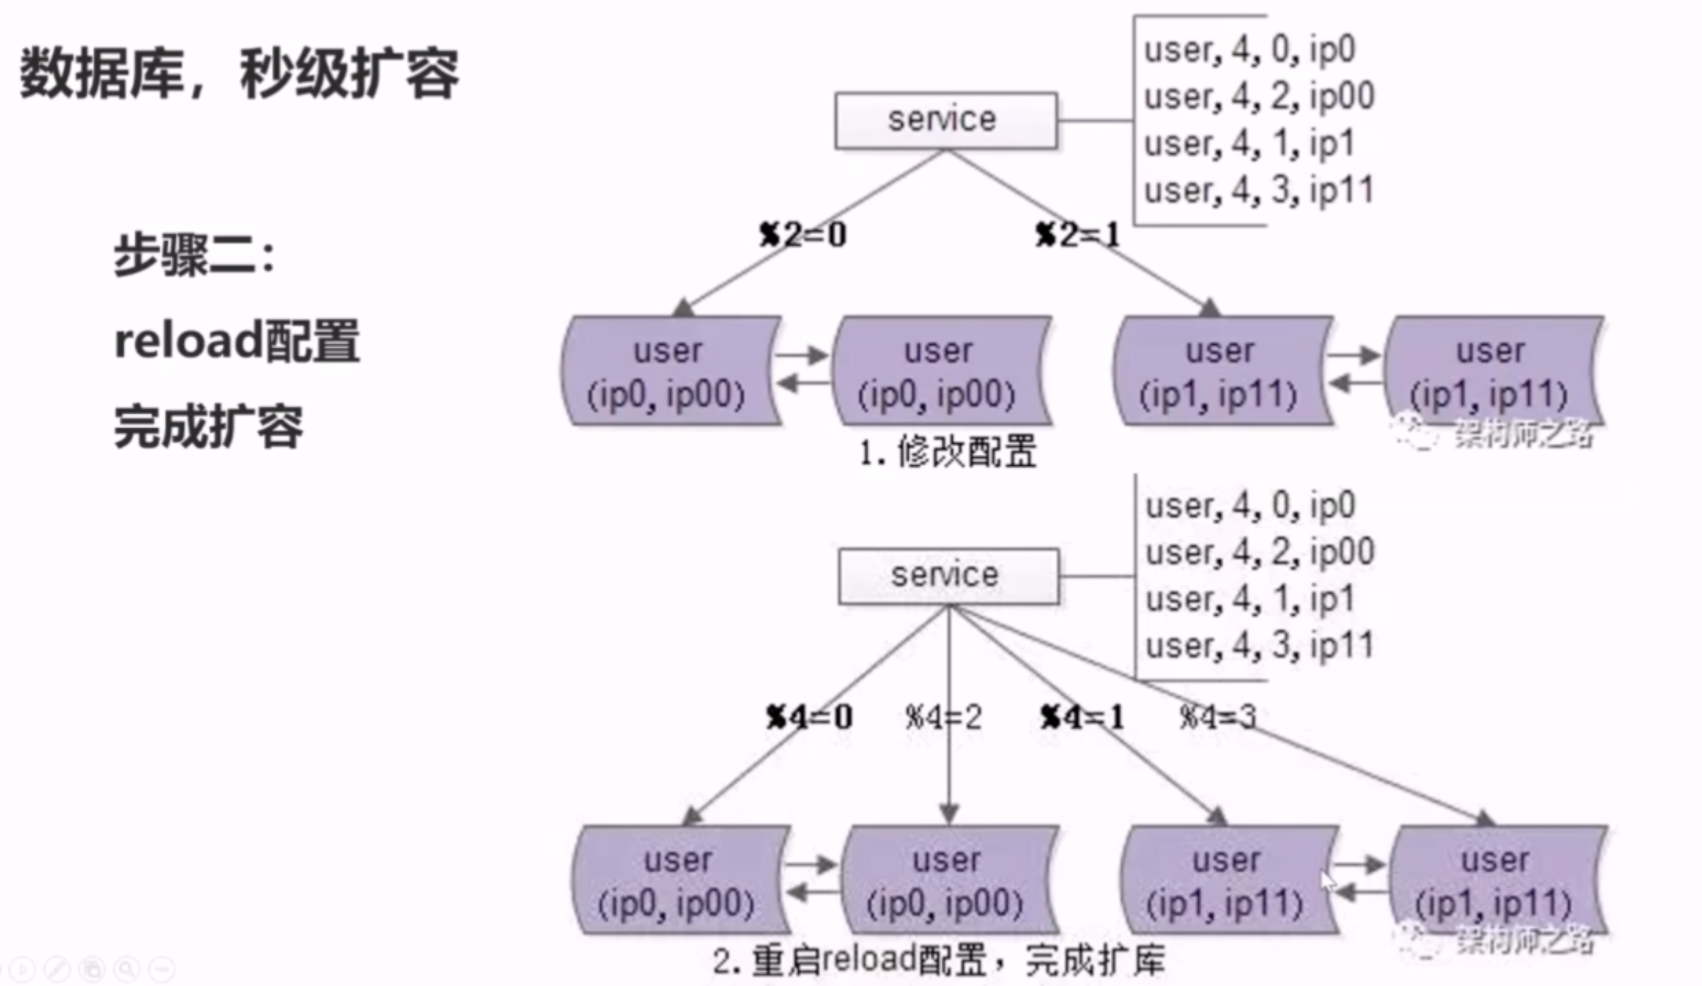 数据库，秒级扩容
步骤二：
reload配置
完成扩容
user, 4, 0, ip0
user, 4, 2, ip00
user, 4, 1, ip1
user, 4, 3, ip11
service
%2=0
%2=1
user
(ip0, ip00)
user
(ip0, ip00)
user
(ip1, ip11)
user
(ip1, ip11)
架构师之路
1.修改配置
user, 4, 0, ip0
user, 4, 2, ip00
user, 4, 1, ip1
user, 4, 3, ip11
service
%4=0
%4=2
%4=1
%4=3
user
(ip0, ip00)
user
(ip0, ip00)
user
(ip1, ip11)
user
(ip1, ip11)
架构师之路
2.重启reload配置，完成扩库